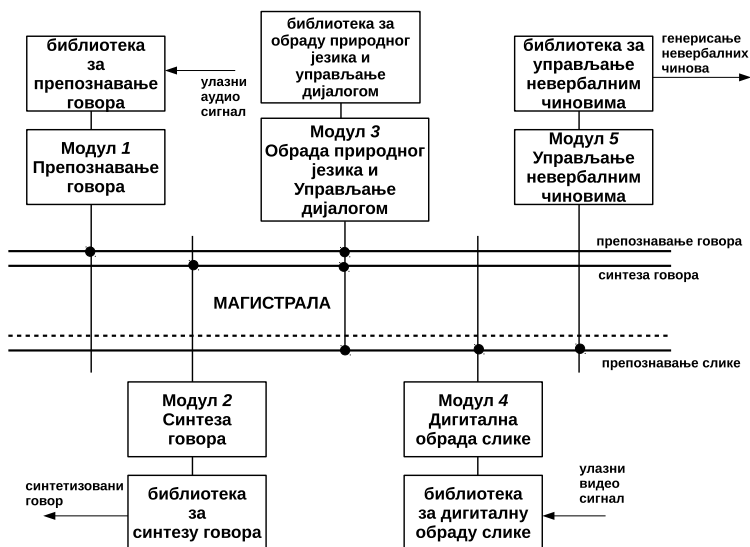 библиотека
за
препознавање
говора
улазни
аудио
сигнал
библиотека за
обраду природног
језика и
управљање
дијалогом
библиотека за
управљање
невербалним
чиновима
генерисање
невербалних
чинова
Модул 1
Препознавање
говора
Модул 3
Обрада природног
језика и
Управљање
дијалогом
Модул 5
Управљање
невербалним
чиновима
препознавање говора
синтеза говора
МАГИСТРАЛА
препознавање слике
Модул 2
Синтеза
говора
Модул 4
Дигитална
обрада слике
синтетизовани
говор
библиотека
за
синтезу говора
библиотека
за дигиталну
обраду слике
улазни
видео
сигнал